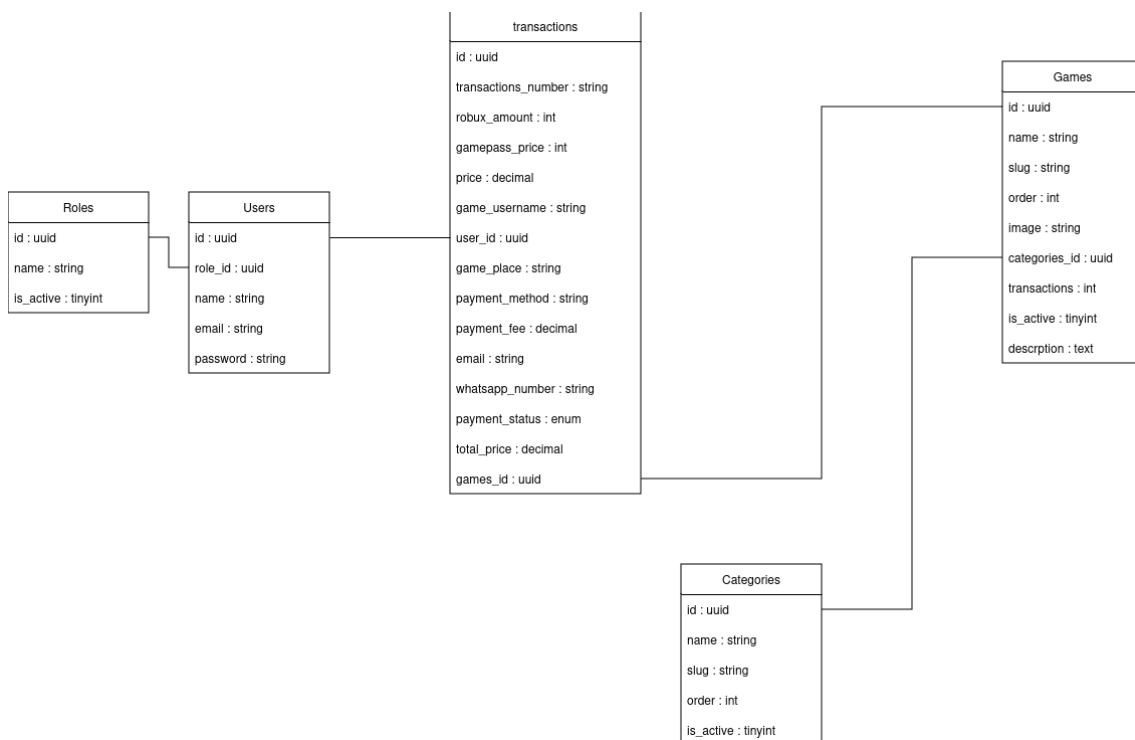 transactions
id : uuid
transactions_number : string
robux_amount : int
gamepass_price : int
price : decimal
game_username : string
user_id : uuid
game_place : string
payment_method : string
payment_fee : decimal
email : string
whatsapp_number : string
payment_status : enum
total_price : decimal
games_id : uuid
Games
id : uuid
name : string
slug : string
order : int
image : string
categories_id : uuid
transactions : int
is_active : tinyint
descrption : text
Roles
id : uuid
name : string
is_active : tinyint
Users
id : uuid
role_id : uuid
name : string
email : string
password : string
Categories
id : uuid
name : string
slug : string
order : int
is_active : tinyint